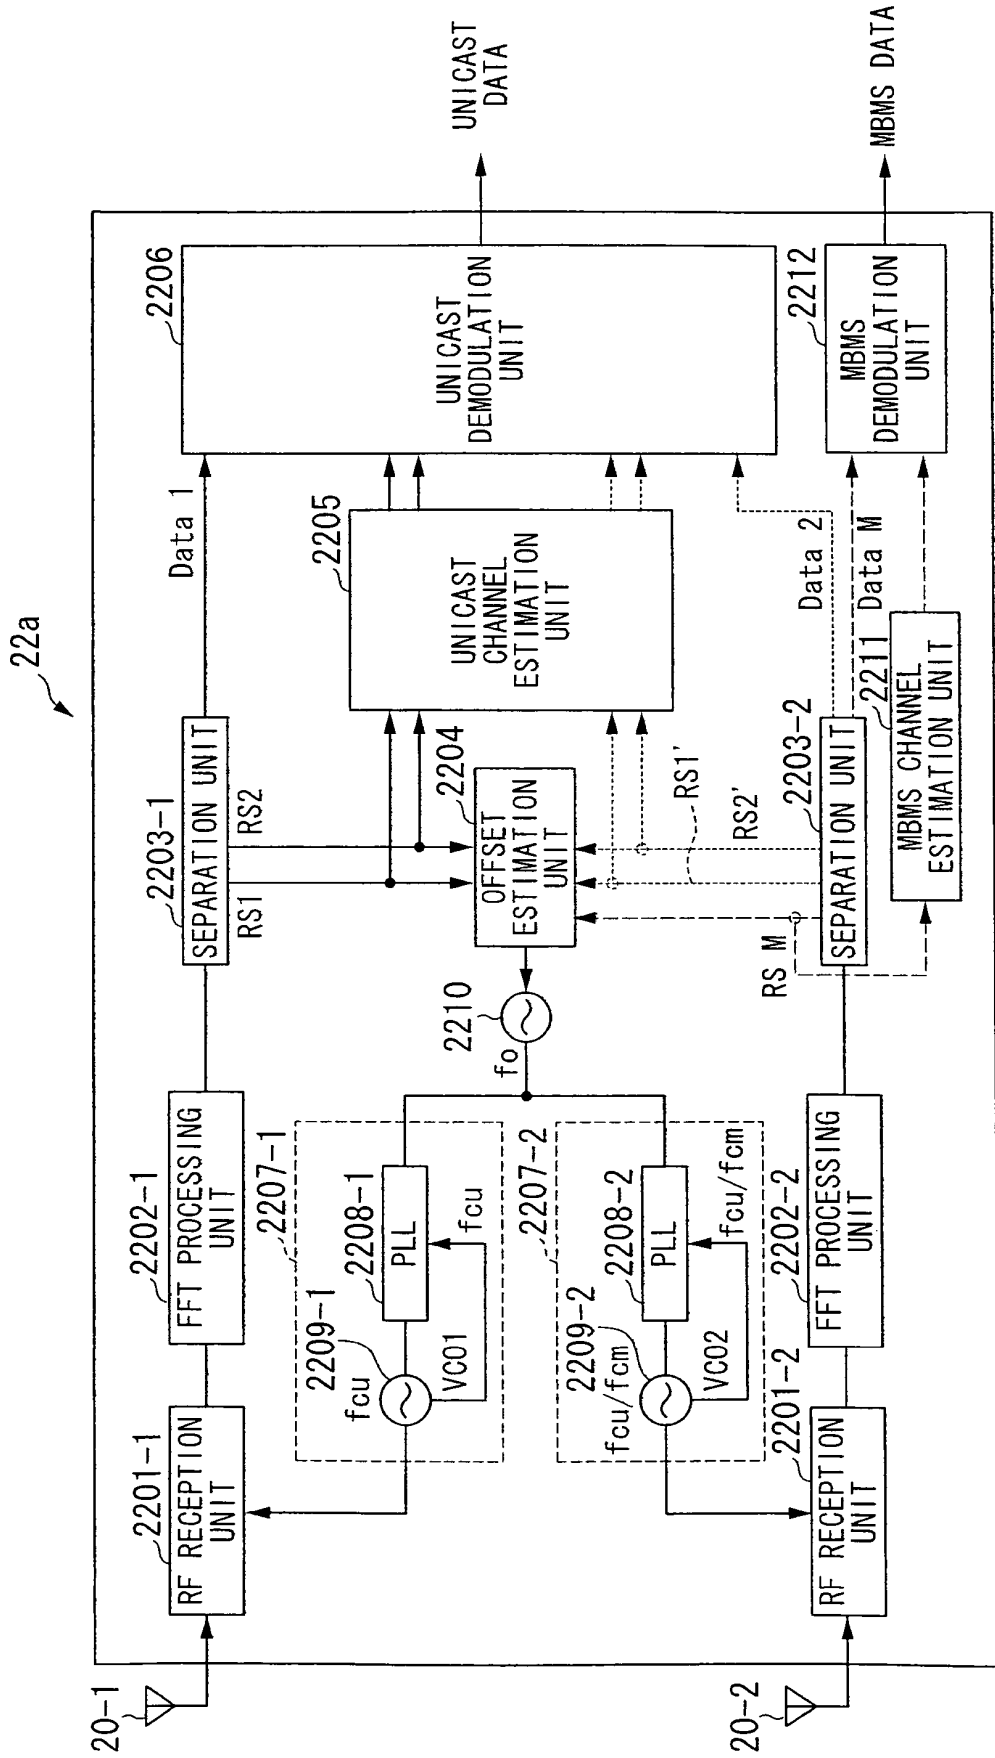 22a
20-1
2201-1
RF RECEPTION
UNIT
2202-1
FFT PROCESSING
UNIT
2203-1
SEPARATION UNIT
RS1
RS2
Data 1
2206
UNICAST
DEMODULATION
UNIT
UNICAST
DATA
2205
UNICAST
CHANNEL
ESTIMATION
UNIT
2204
OFFSET
ESTIMATION
UNIT
2210
fo
2207-1
2208-1
PLL
fcu
2209-1
fcu
VCO1
2207-2
2208-2
PLL
fcu/fcm
2209-2
fcu/fcm
VCO2
20-2
2201-2
RF RECEPTION
UNIT
2202-2
FFT PROCESSING
UNIT
2203-2
SEPARATION UNIT
RS M
RS1'
RS2'
Data 2
Data M
2211
MBMS CHANNEL
ESTIMATION UNIT
2212
MBMS
DEMODULATION
UNIT
MBMS DATA